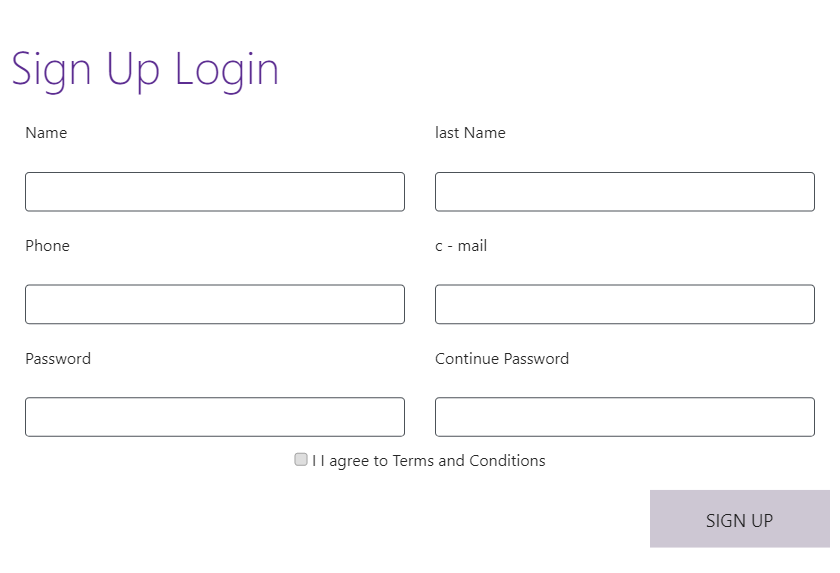 Sign Up Login
Name
last Name
Phone
c - mail
Password
Continue Password
I I agree to Terms and Conditions
SIGN UP